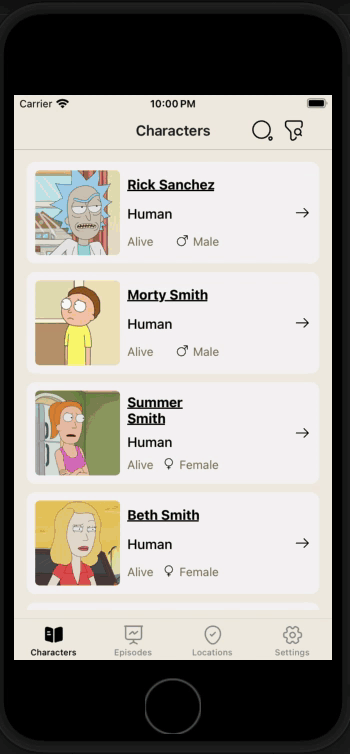 Carrier 10:00 PM
Characters
Rick Sanchez
Human
Alive Male
Morty Smith
Human
Alive Male
Summer
Smith
Human
Alive Female
Beth Smith
Human
Alive Female
Characters Episodes Locations Settings